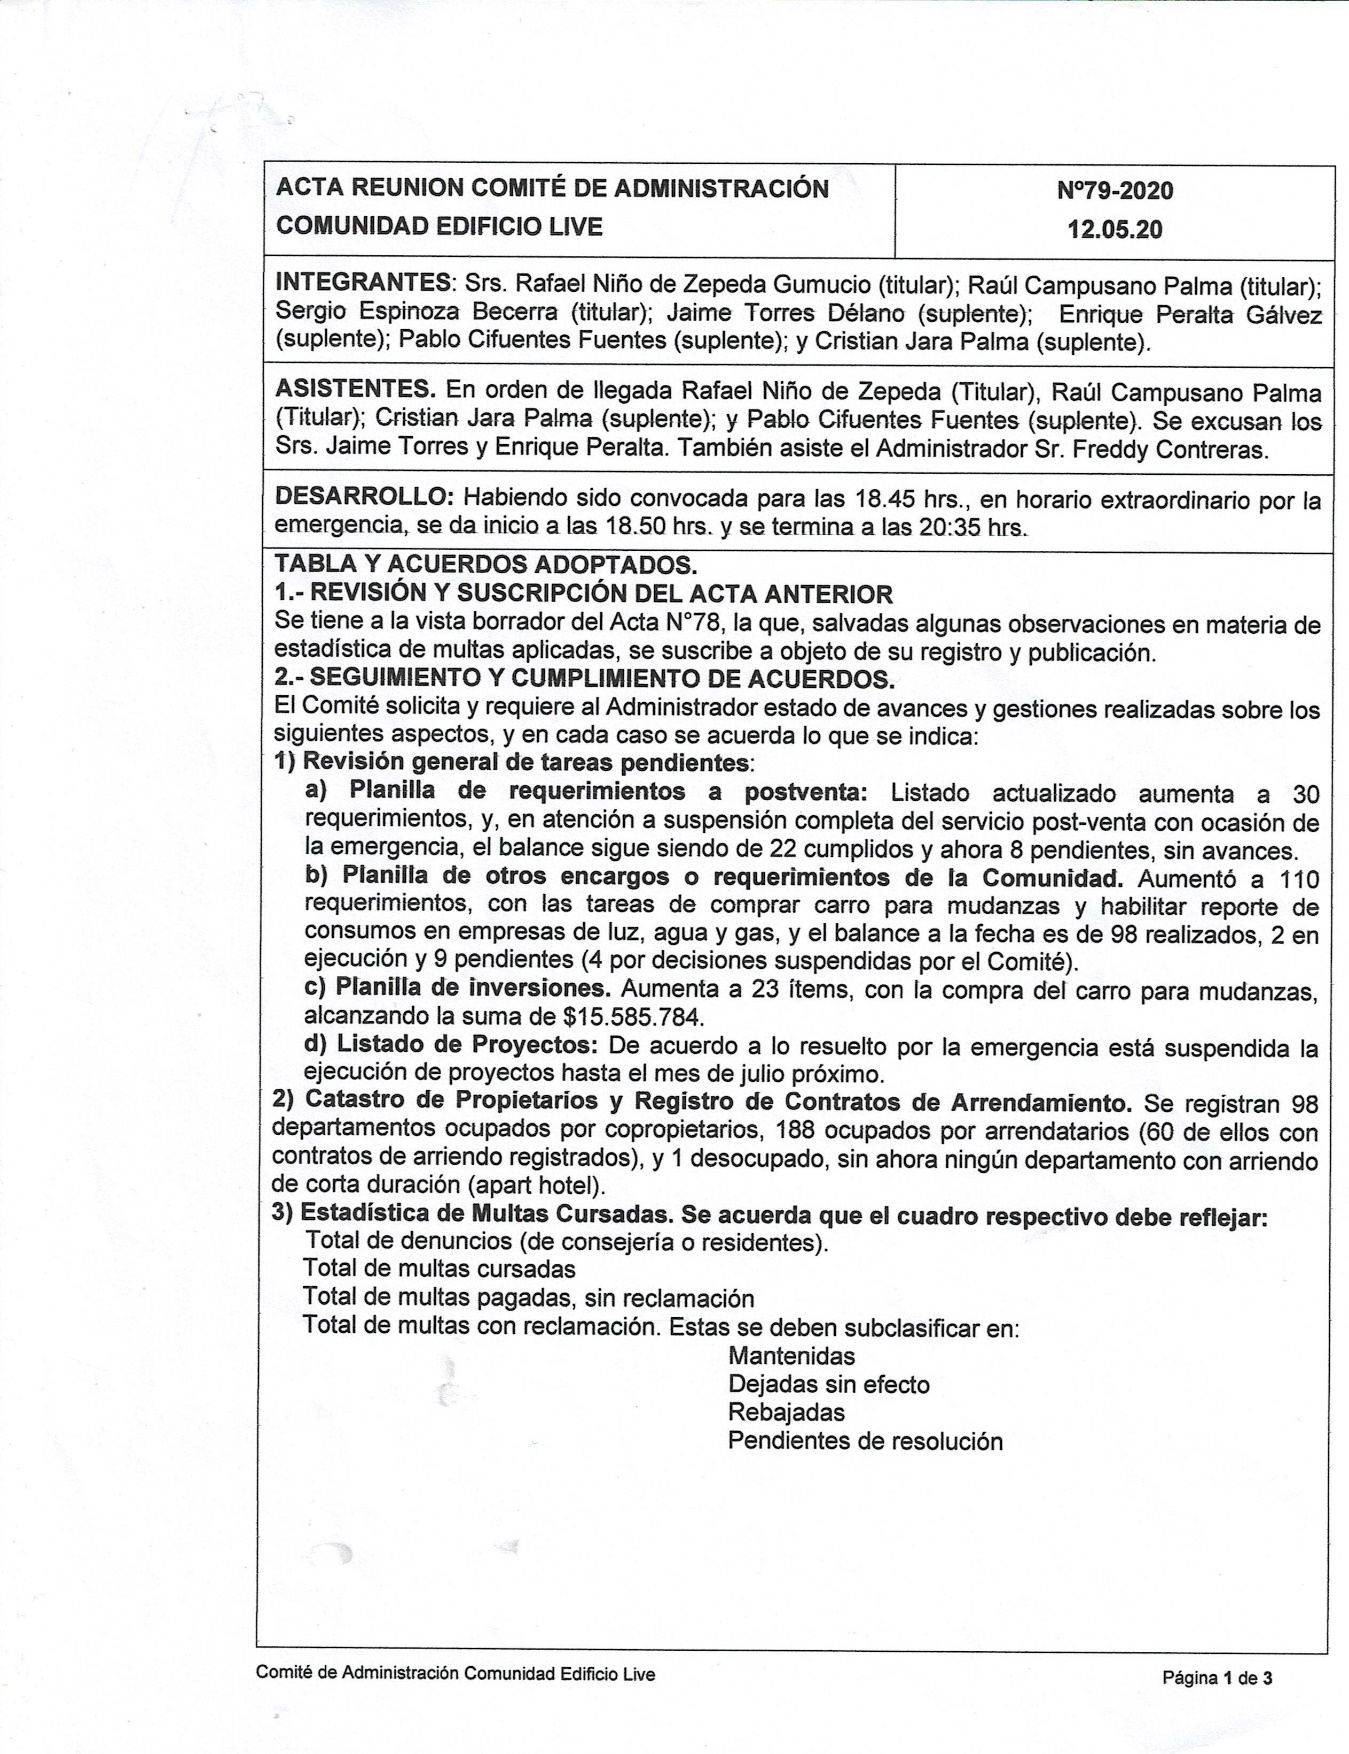 ACTA REUNION COMITÉ DE ADMINISTRACIÓN
COMUNIDAD EDIFICIO LIVE
Nº79-2020
12.05.20
INTEGRANTES: Srs. Rafael Niño de Zepeda Gumucio (titular); Raúl Campusano Palma (titular);
Sergio Espinoza Becerra (titular); Jaime Torres Délano (suplente); Enrique Peralta Gálvez
(suplente); Pablo Cifuentes Fuentes (suplente); y Cristian Jara Palma (suplente).
ASISTENTES. En orden de llegada Rafael Niño de Zepeda (Titular), Raúl Campusano Palma
(Titular); Cristian Jara Palma (suplente); y Pablo Cifuentes Fuentes (suplente). Se excusan los
Srs. Jaime Torres y Enrique Peralta. También asiste el Administrador Sr. Freddy Contreras.
DESARROLLO: Habiendo sido convocada para las 18.45 hrs., en horario extraordinario por la
emergencia, se da inicio a las 18.50 hrs. y se termina a las 20:35 hrs.
TABLA Y ACUERDOS ADOPTADOS.
1.- REVISIÓN Y SUSCRIPCIÓN DEL ACTA ANTERIOR
Se tiene a la vista borrador del Acta N°78, la que, salvadas algunas observaciones en materia de
estadística de multas aplicadas, se suscribe a objeto de su registro y publicación.
2.- SEGUIMIENTO Y CUMPLIMIENTO DE ACUERDOS.
El Comité solicita y requiere al Administrador estado de avances y gestiones realizadas sobre los
siguientes aspectos, y en cada caso se acuerda lo que se indica:
1) Revisión general de tareas pendientes:
a) Planilla de requerimientos a postventa: Listado actualizado aumenta a 30
requerimientos, y, en atención a suspensión completa del servicio post-venta con ocasión de
la emergencia, el balance sigue siendo de 22 cumplidos y ahora 8 pendientes, sin avances.
b) Planilla de otros encargos o requerimientos de la Comunidad. Aumentó a 110
requerimientos, con las tareas de comprar carro para mudanzas y habilitar reporte de
consumos en empresas de luz, agua y gas, y el balance a la fecha es de 98 realizados, 2 en
ejecución y 9 pendientes (4 por decisiones suspendidas por el Comité).
c) Planilla de inversiones. Aumenta a 23 ítems, con la compra del carro para mudanzas,
alcanzando la suma de $15.585.784.
d) Listado de Proyectos: De acuerdo a lo resuelto por la emergencia está suspendida la
ejecución de proyectos hasta el mes de julio próximo.
2) Catastro de Propietarios y Registro de Contratos de Arrendamiento. Se registran 98
departamentos ocupados por copropietarios, 188 ocupados por arrendatarios (60 de ellos con
contratos de arriendo registrados), y 1 desocupado, sin ahora ningún departamento con arriendo
de corta duración (apart hotel).
3) Estadística de Multas Cursadas. Se acuerda que el cuadro respectivo debe reflejar:
Total de denuncios (de consejería o residentes).
Total de multas cursadas
Total de multas pagadas, sin reclamación
Total de multas con reclamación. Estas se deben subclasificar en:
Mantenidas
Dejadas sin efecto
Rebajadas
Pendientes de resolución
Comité de Administración Comunidad Edificio Live
Página 1 de 3